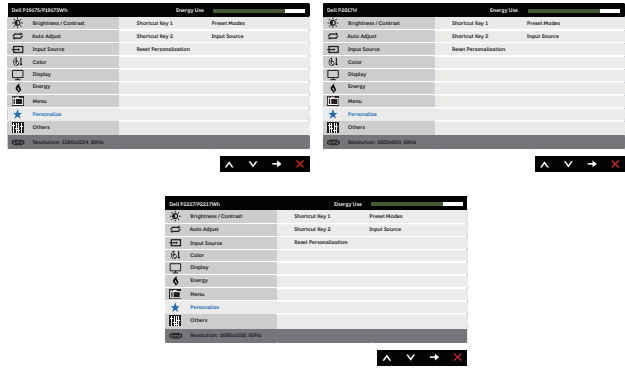 Dell P1917S/P1917SWh Energy Use
Brightness / Contrast Shortcut Key 1 Preset Modes
Auto Adjust Shortcut Key 2 Input Source
Input Source Reset Personalization
Color
Display
Energy
Menu
Personalize
Others
Resolution: 1280x1024, 60Hz
Dell P2017H Energy Use
Brightness / Contrast Shortcut Key 1 Preset Modes
Auto Adjust Shortcut Key 2 Input Source
Input Source Reset Personalization
Color
Display
Energy
Menu
Personalize
Others
Resolution: 1600x900, 60Hz
Dell P2217/P2217Wh Energy Use
Brightness / Contrast Shortcut Key 1 Preset Modes
Auto Adjust Shortcut Key 2 Input Source
Input Source Reset Personalization
Color
Display
Energy
Menu
Personalize
Others
Resolution: 1680x1050, 60Hz